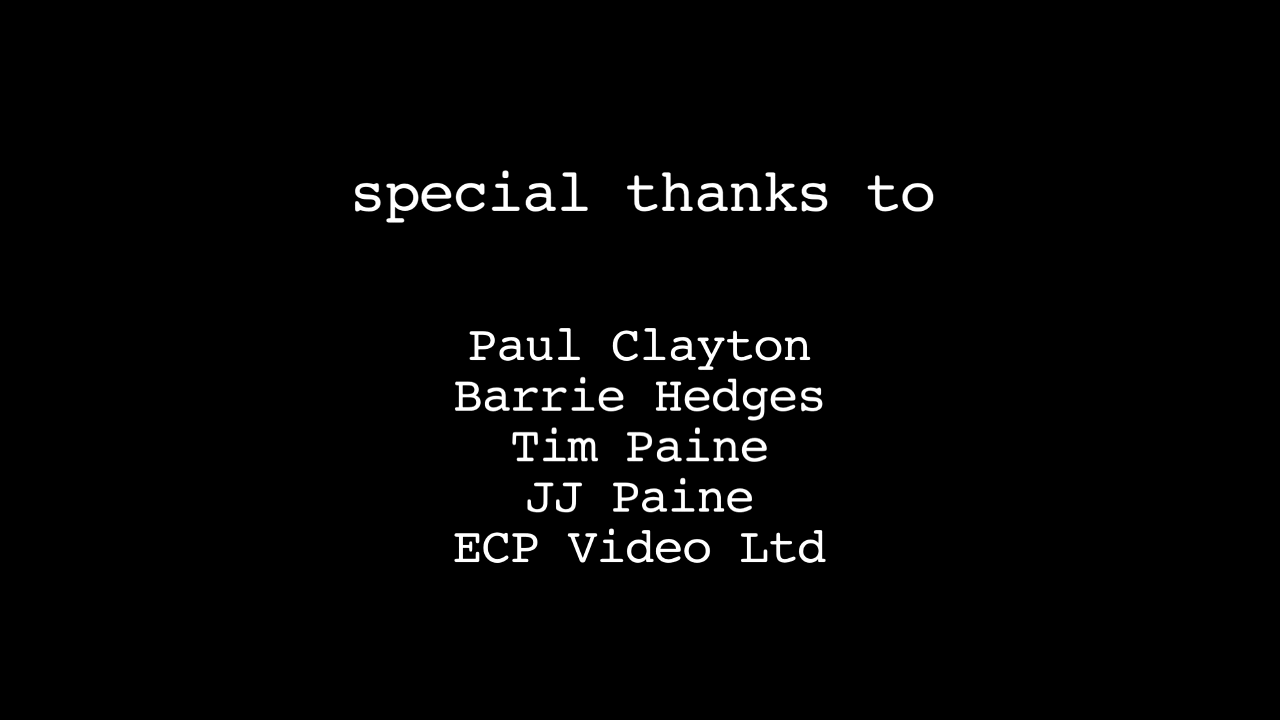 special thanks to
Paul Clayton
Barrie Hedges
Tim Paine
JJ Paine
ECP Video Ltd